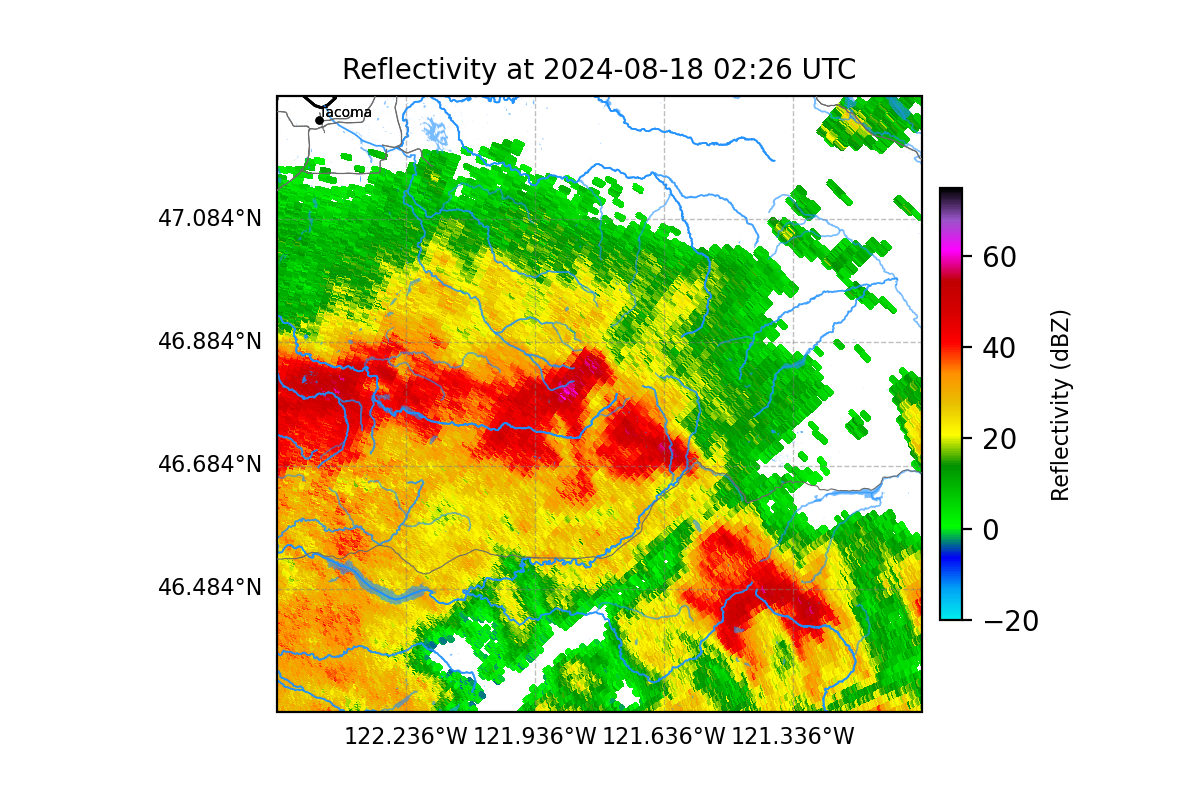 Reflectivity at 2024-08-18 02:26 UTC
Tacoma
47.084°N
46.884°N
46.684°N
46.484°N
122.236°W 121.936°W 121.636°W 121.336°W
60
40
20
0
−20
Reflectivity (dBZ)